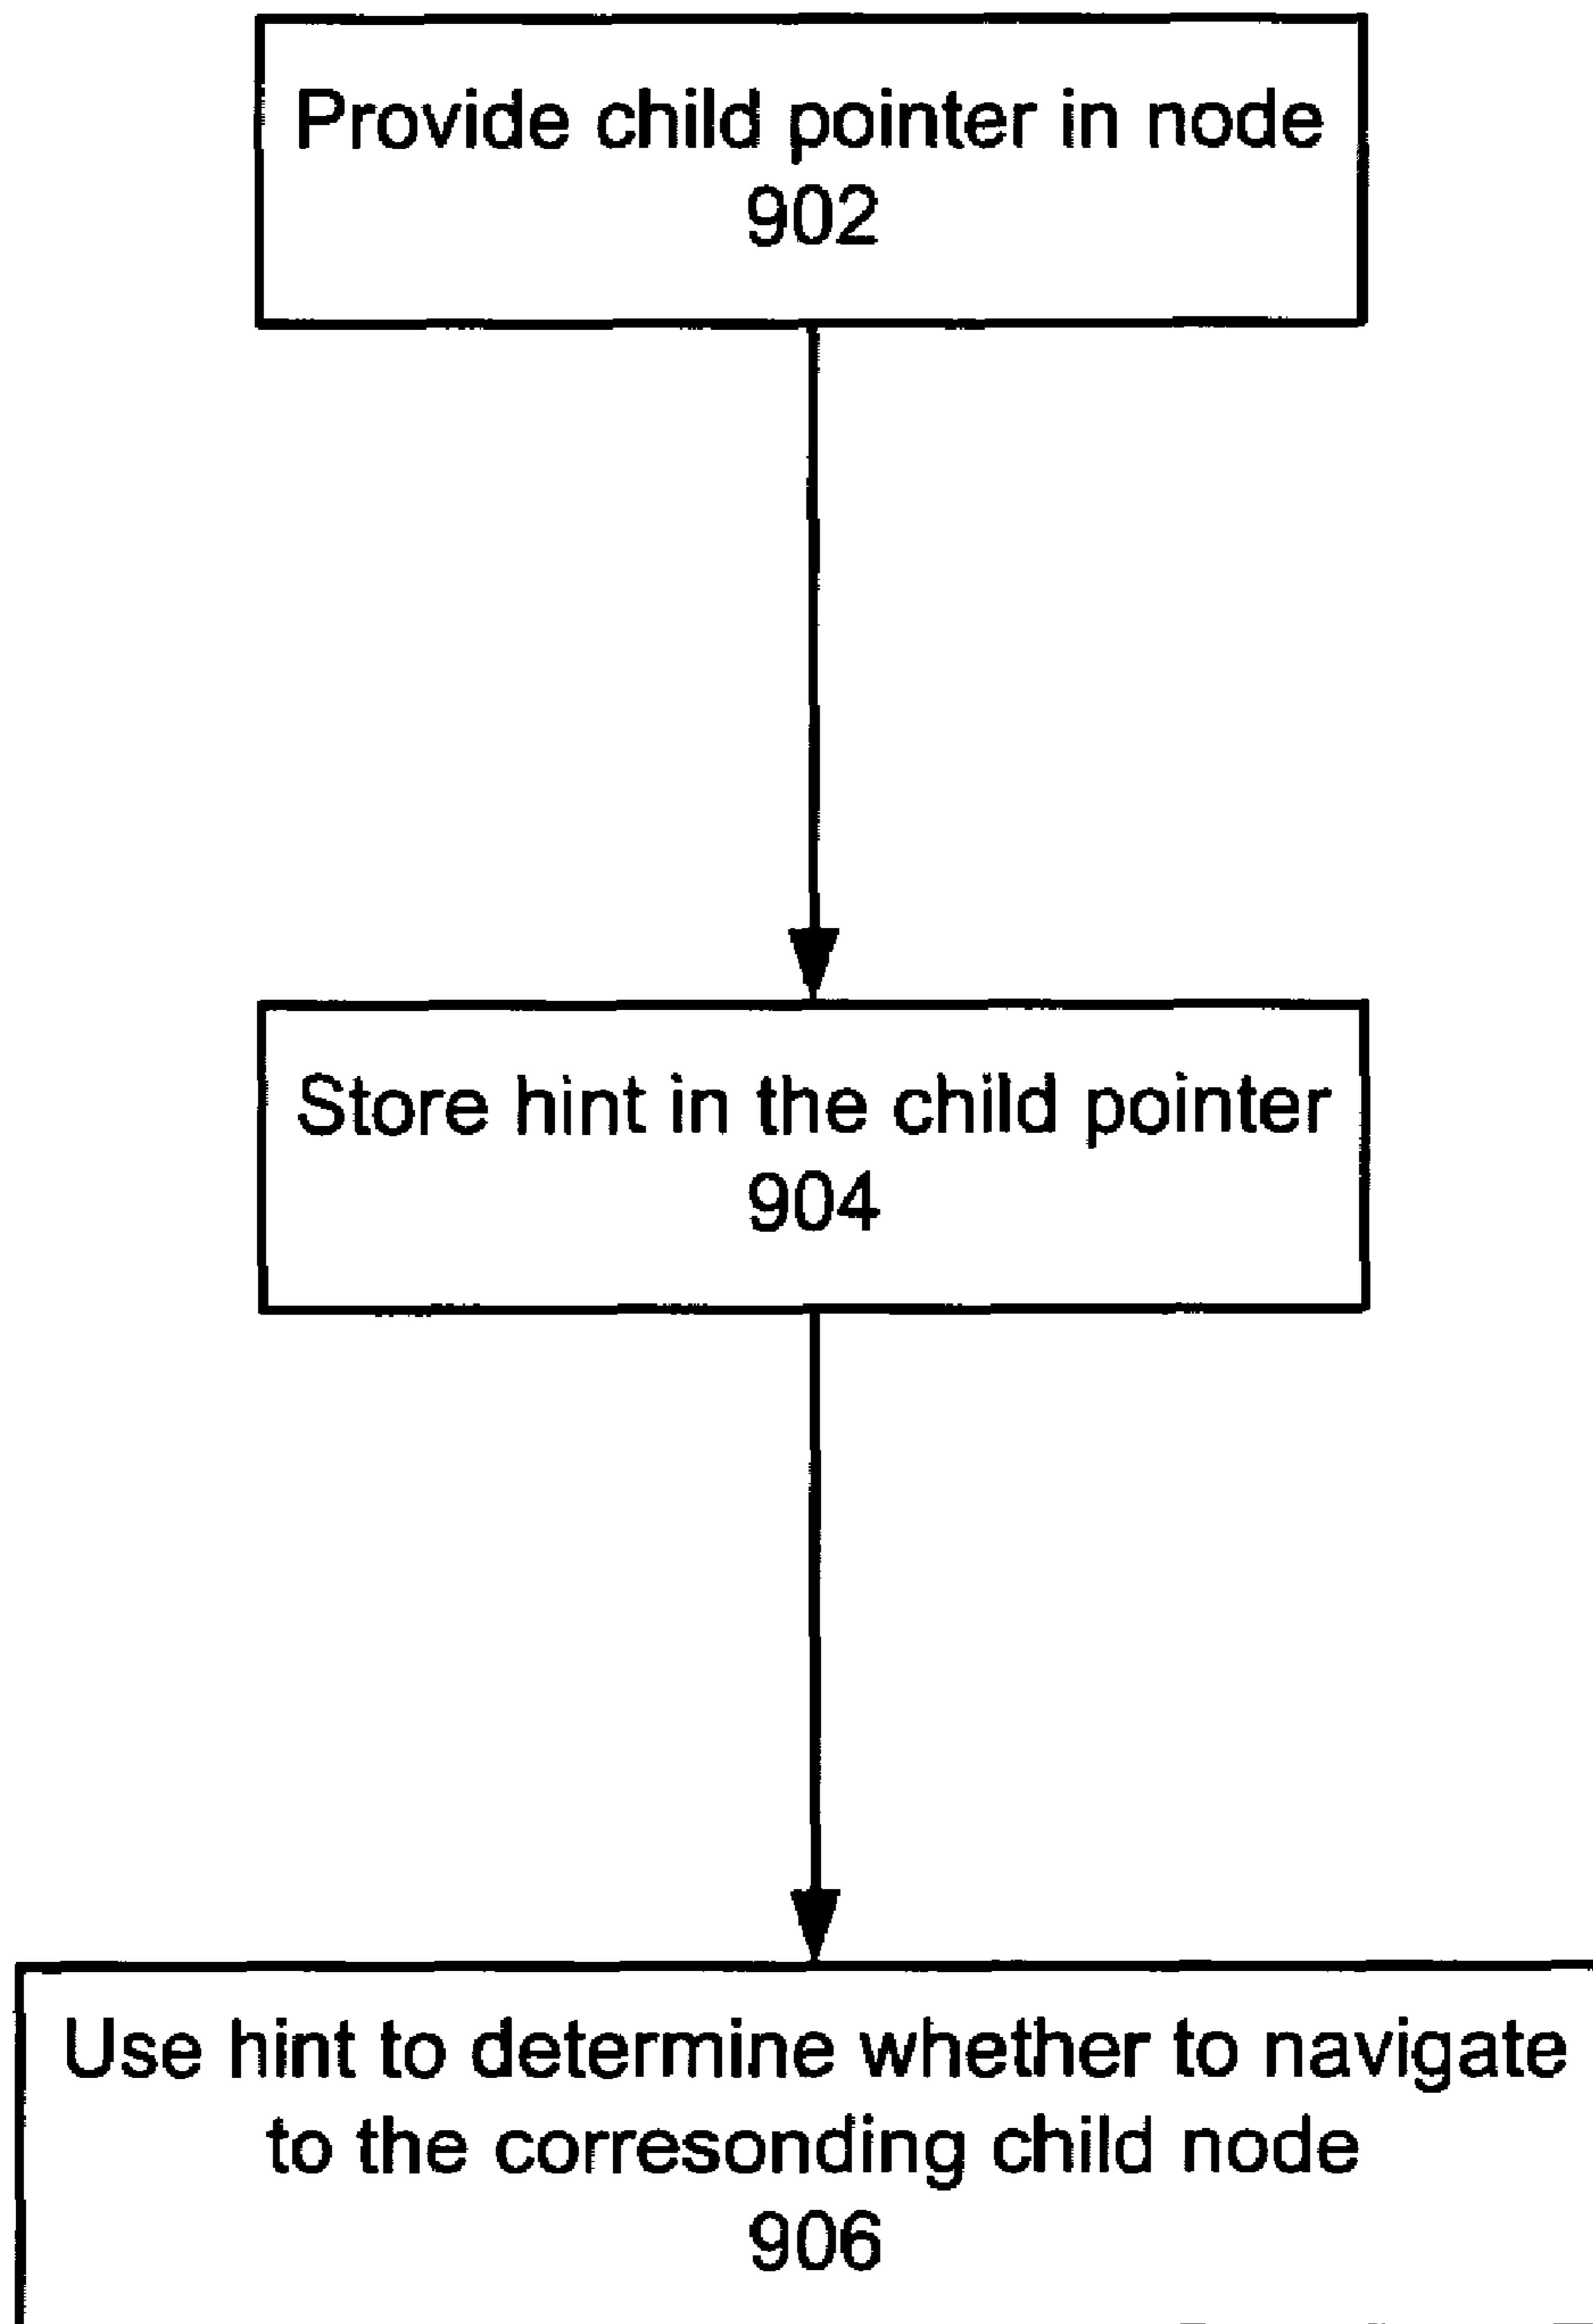 Provide child pointer in node
902
Store hint in the child pointer
904
Use hint to determine whether to navigate
to the corresonding child node
906